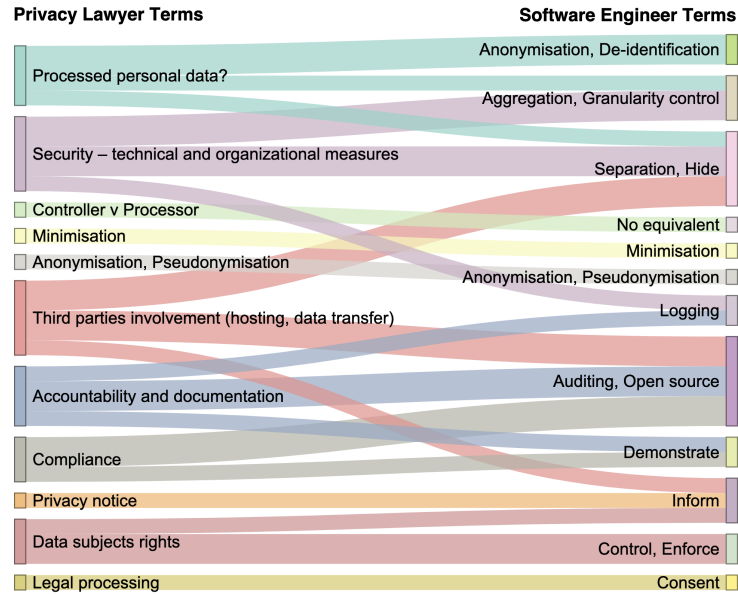 Privacy Lawyer Terms
Software Engineer Terms
Processed personal data?
Security – technical and organizational measures
Controller v Processor
Minimisation
Anonymisation, Pseudonymisation
Third parties involvement (hosting, data transfer)
Accountability and documentation
Compliance
Privacy notice
Data subjects rights
Legal processing
Anonymisation, De-identification
Aggregation, Granularity control
Separation, Hide
No equivalent
Minimisation
Anonymisation, Pseudonymisation
Logging
Auditing, Open source
Demonstrate
Inform
Control, Enforce
Consent